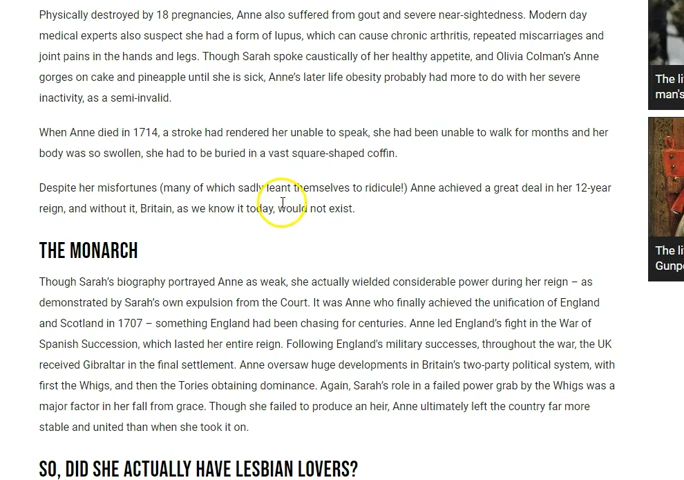 Physically destroyed by 18 pregnancies, Anne also suffered from gout and severe near-sightedness. Modern day
medical experts also suspect she had a form of lupus, which can cause chronic arthritis, repeated miscarriages and
joint pains in the hands and legs. Though Sarah spoke caustically of her healthy appetite, and Olivia Colman's Anne
gorges on cake and pineapple until she is sick, Anne's later life obesity probably had more to do with her severe
inactivity, as a semi-invalid.
When Anne died in 1714, a stroke had rendered her unable to speak, she had been unable to walk for months and her
body was so swollen, she had to be buried in a vast square-shaped coffin.
Despite her misfortunes (many of which sadly leant themselves to ridicule!) Anne achieved a great deal in her 12-year
reign, and without it, Britain, as we know it today, would not exist.
THE MONARCH
Though Sarah's biography portrayed Anne as weak, she actually wielded considerable power during her reign – as
demonstrated by Sarah's own expulsion from the Court. It was Anne who finally achieved the unification of England
and Scotland in 1707 – something England had been chasing for centuries. Anne led England's fight in the War of
Spanish Succession, which lasted her entire reign. Following England's military successes, throughout the war, the UK
received Gibraltar in the final settlement. Anne oversaw huge developments in Britain's two-party political system, with
first the Whigs, and then the Tories obtaining dominance. Again, Sarah's role in a failed power grab by the Whigs was a
major factor in her fall from grace. Though she failed to produce an heir, Anne ultimately left the country far more
stable and united than when she took it on.
SO, DID SHE ACTUALLY HAVE LESBIAN LOVERS?
The li
man's
The li
Gunpo